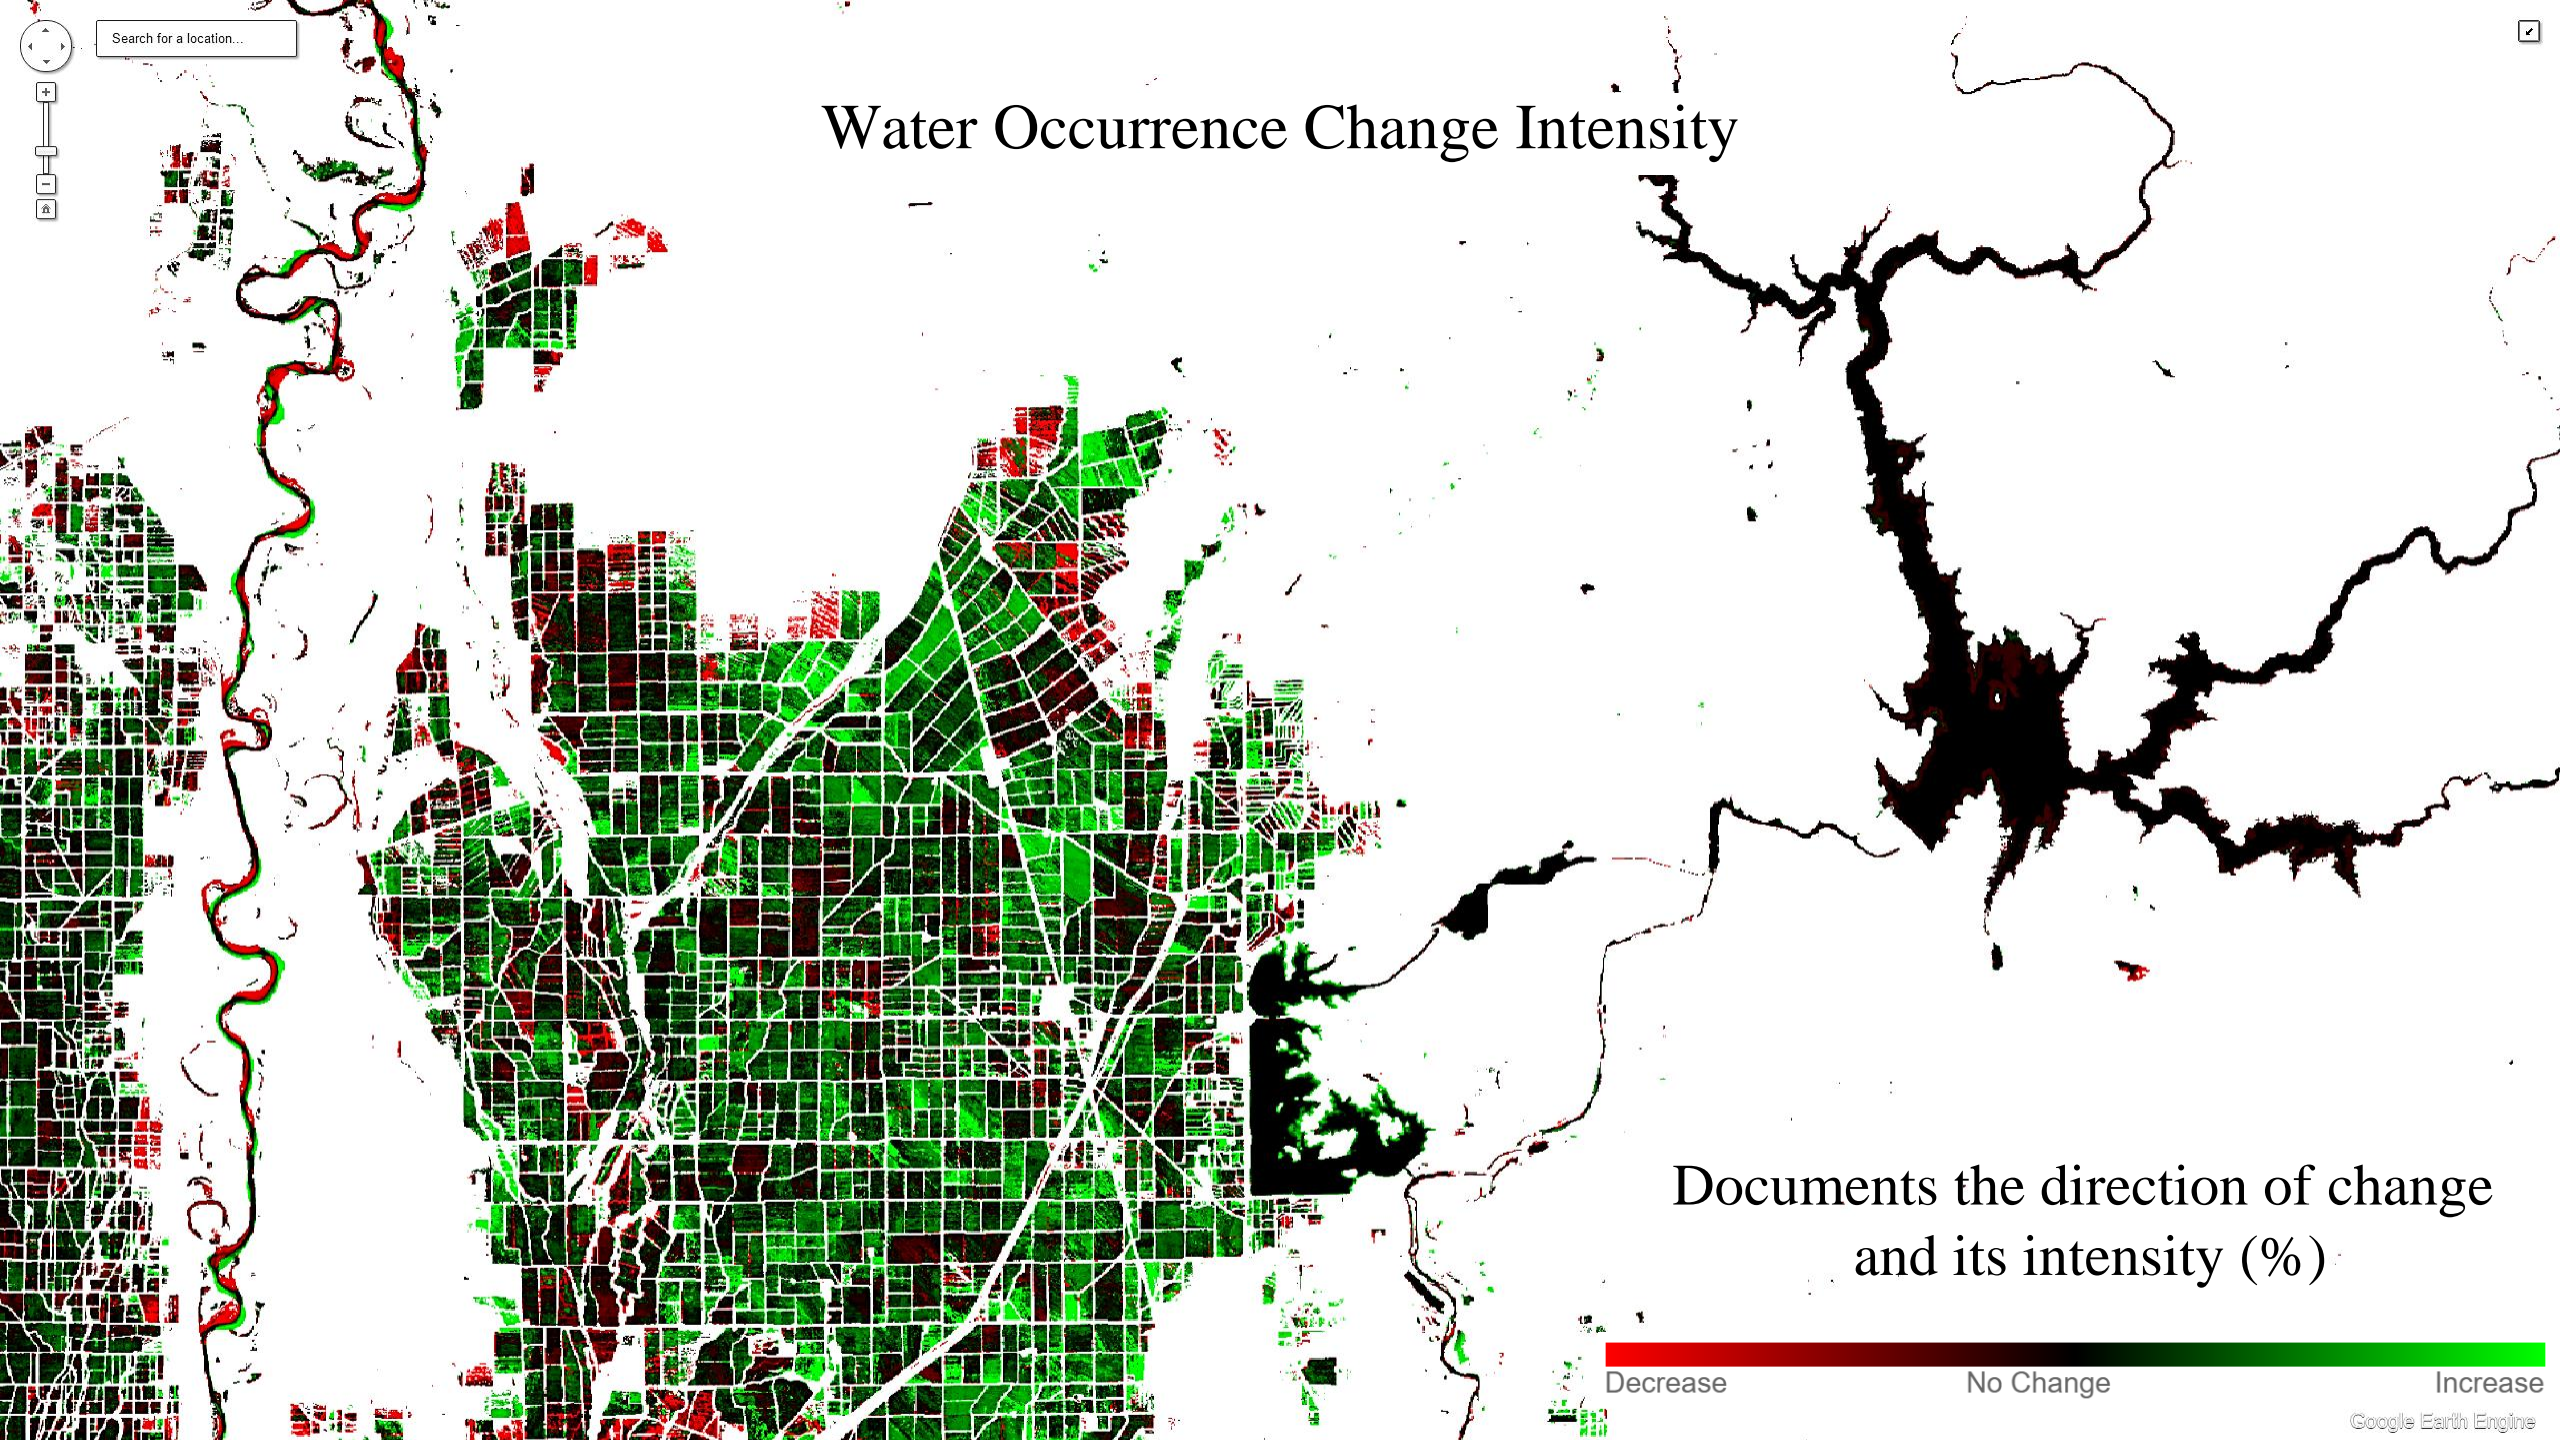 Search for a location...
Water Occurrence Change Intensity
Documents the direction of change
and its intensity (%)
Decrease No Change Increase
Google Earth Engine